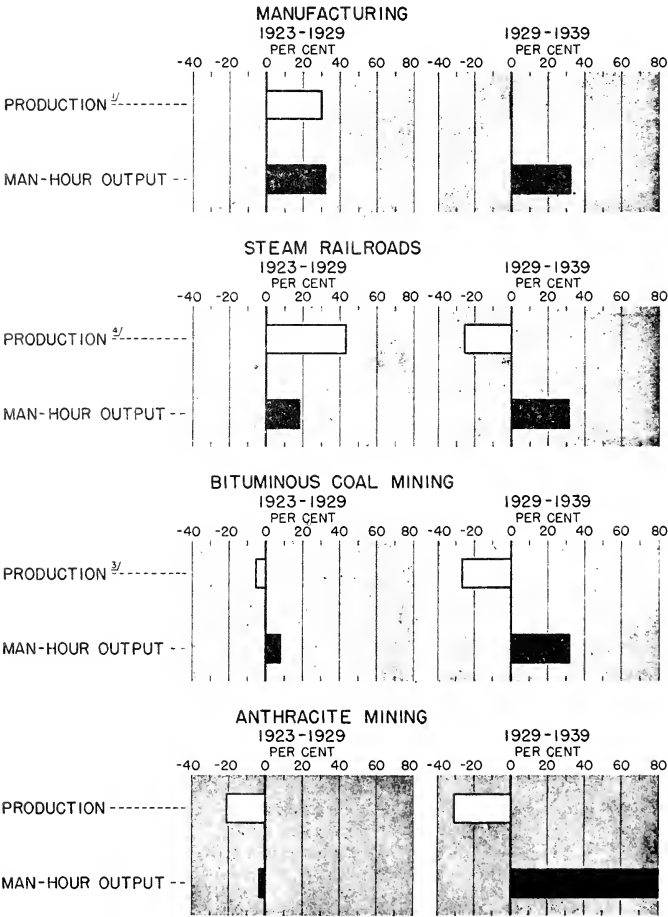 MANUFACTURING
1923-1929 1929-1939
PER CENT PER CENT
-40 -20 0 20 40 60 80 -40 -20 0 20 40 60 80
PRODUCTION 1/
MAN-HOUR OUTPUT
STEAM RAILROADS
1923-1929 1929-1939
PER CENT PER CENT
-40 -20 0 20 40 60 80 -40 -20 0 20 40 60 80
PRODUCTION 4/
MAN-HOUR OUTPUT
BITUMINOUS COAL MINING
1923-1929 1929-1939
PER CENT PER CENT
-40 -20 0 20 40 60 80 -40 -20 0 20 40 60 80
PRODUCTION 3/
MAN-HOUR OUTPUT
ANTHRACITE MINING
1923-1929 1929-1939
PER CENT PER CENT
-40 -20 0 20 40 60 80 -40 -20 0 20 40 60 80
PRODUCTION
MAN-HOUR OUTPUT